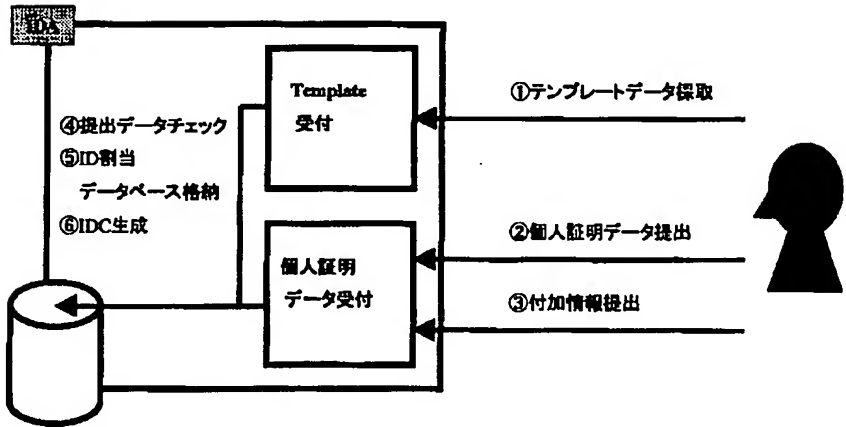 IDA
Template
受付
①テンプレートデータ採取
④提出データチェック
⑤ID割当
データベース格納
⑥IDC生成
②個人証明データ提出
個人証明
データ受付
③付加情報提出